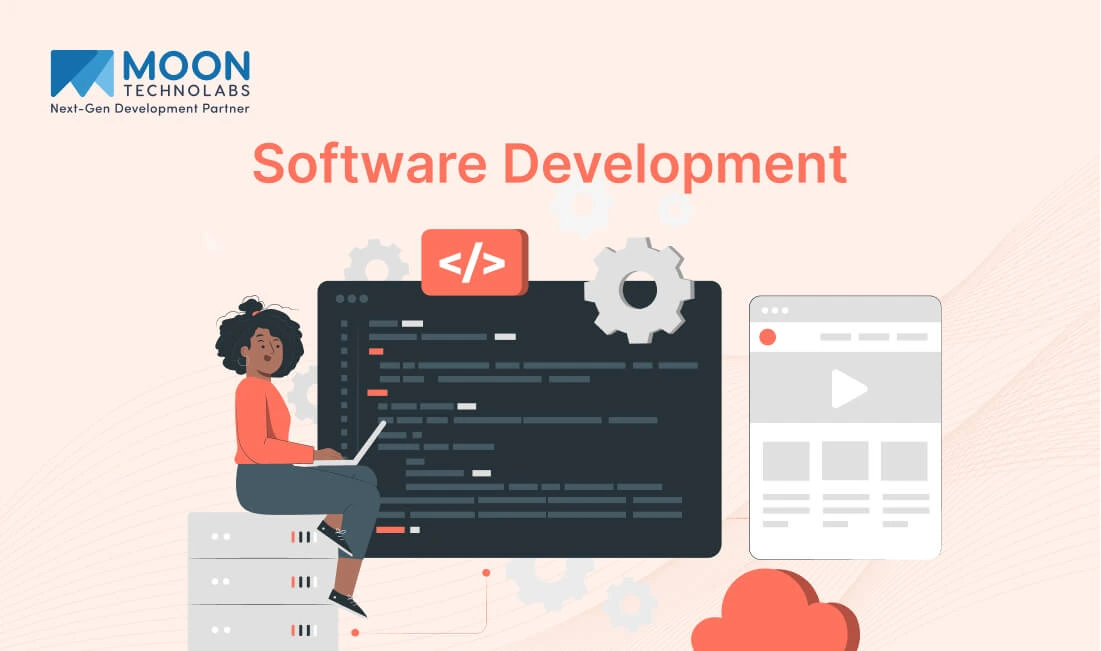 MOON
TECHNOLABS
Next-Gen Development Partner
Software Development
</>